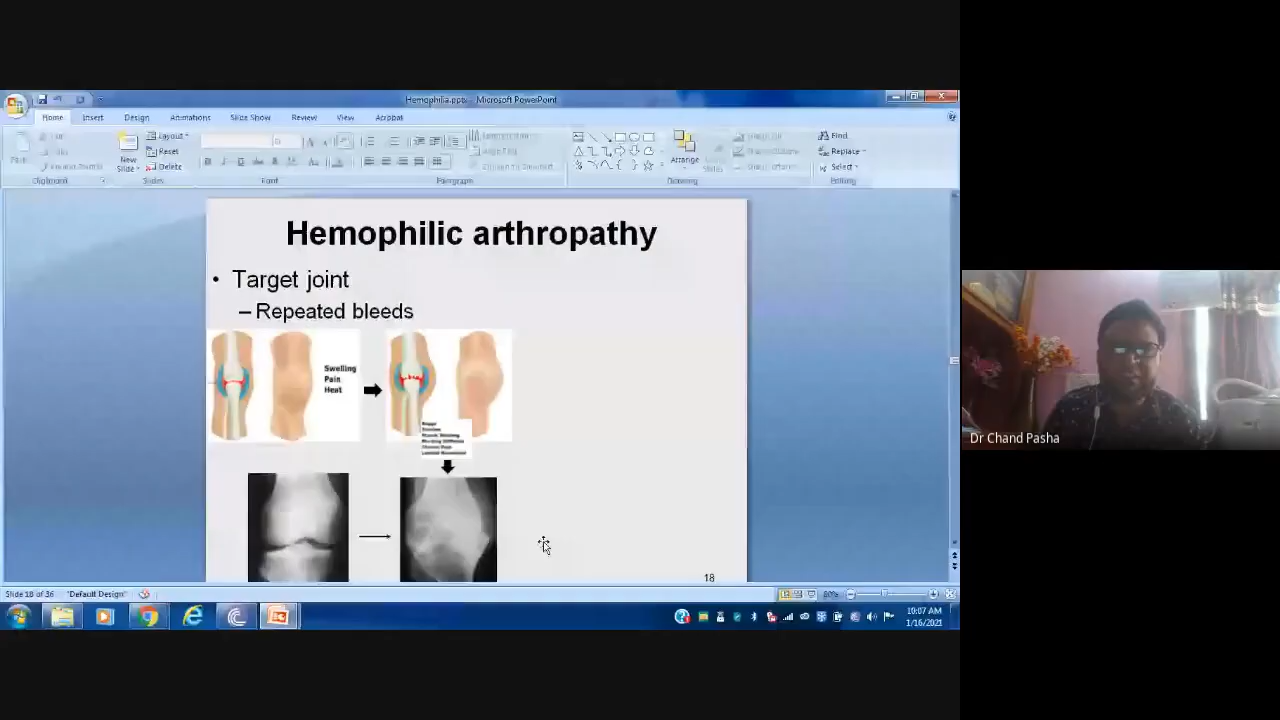 Hemophilia.pptx - Microsoft PowerPoint
Home Insert Design Animations Slide Show Review View Acrobat
Layout
Reset
Delete
New
Slide
Slides
Font
Paragraph
Arrange
Drawing
Find
Replace
Select
Editing
Clipboard
Hemophilic arthropathy
• Target joint
– Repeated bleeds
Swelling
Pain
Heat
18
Slide 18 of 36 "Default Design"
80%
10:07 AM
1/16/2021
Dr Chand Pasha